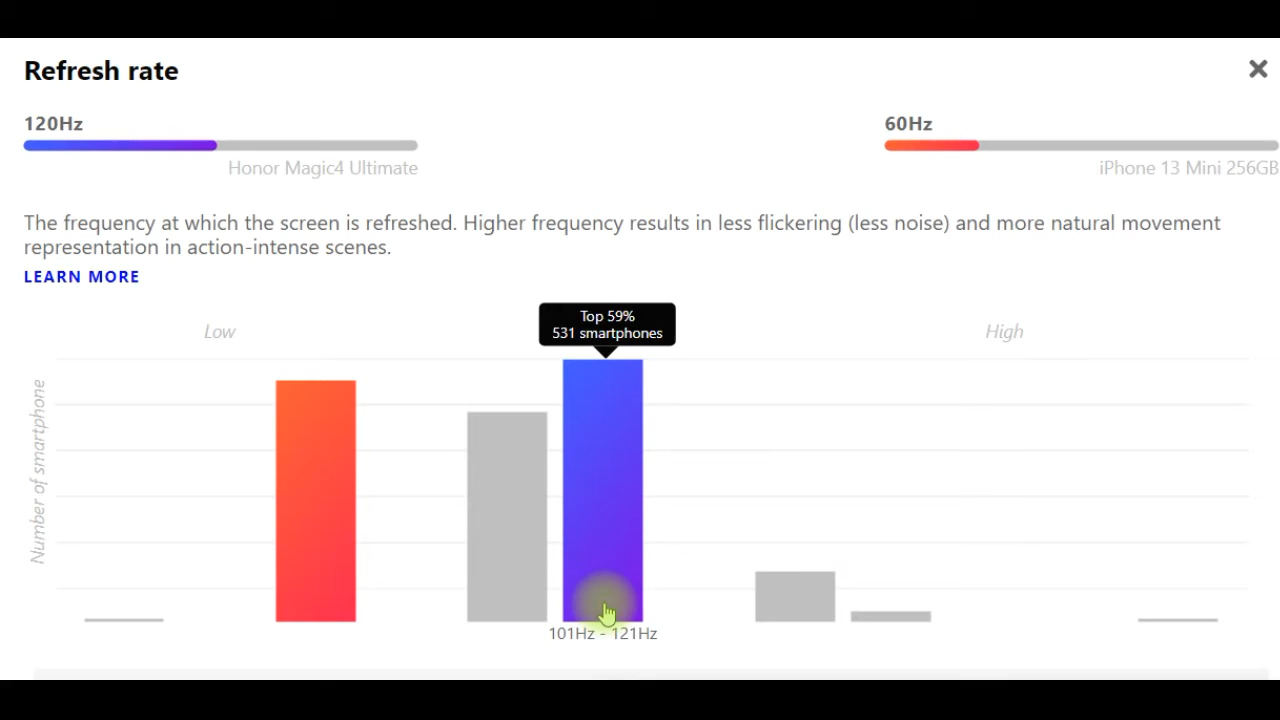 Refresh rate
120Hz
60Hz
Honor Magic4 Ultimate
iPhone 13 Mini 256GB
The frequency at which the screen is refreshed. Higher frequency results in less flickering (less noise) and more natural movement
representation in action-intense scenes.
LEARN MORE
Top 59%
531 smartphones
Low
High
Number of smartphone
101Hz - 121Hz